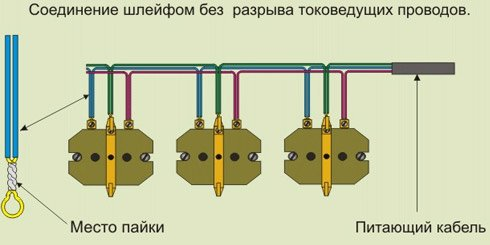 Соединение шлейфом без разрыва токоведущих проводов.
Место пайки
Питающий кабель